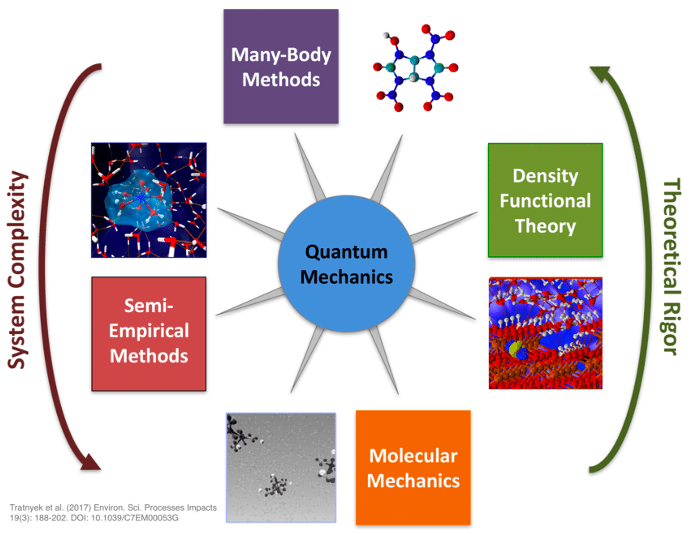 Many-Body
Methods
System Complexity
Theoretical Rigor
Density
Functional
Theory
Quantum
Mechanics
Semi-
Empirical
Methods
Molecular
Mechanics
Tratnyek et al. (2017) Environ. Sci. Processes Impacts
19(3): 188-202. DOI: 10.1039/C7EM00053G